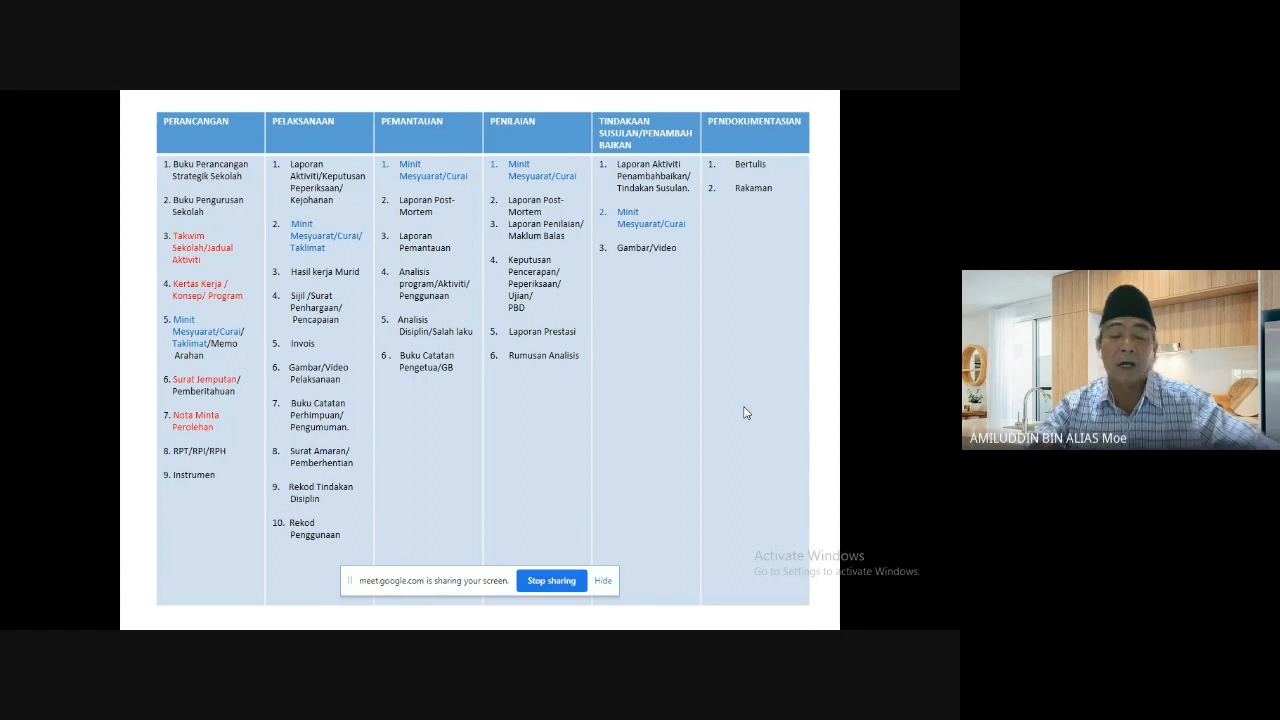 PERANCANGAN
1. Buku Perancangan
Strategik Sekolah
2. Buku Pengurusan
Sekolah
3. Takwim
Sekolah/Jadual
Aktiviti
4. Kertas Kerja /
Konsep/ Program
5. Minit
Mesyuarat/Curai/
Taklimat/Memo
Arahan
6. Surat Jemputan/
Pemberitahuan
7. Nota Minta
Perolehan
8. RPT/RPI/RPH
9. Instrumen
PELAKSANAAN
1. Laporan
Aktiviti/Keputusan
Peperiksaan/
Kejohanan
2. Minit
Mesyuarat/Curai/
Taklimat
3. Hasil kerja Murid
4. Sijil /Surat
Penhargaan/
Pencapaian
5. Invois
6. Gambar/Video
Pelaksanaan
7. Buku Catatan
Perhimpuan/
Pengumuman.
8. Surat Amaran/
Pemberhentian
9. Rekod Tindakan
Disiplin
10. Rekod
Penggunaan
PEMANTAUAN
1. Minit
Mesyuarat/Curai
2. Laporan Post-
Mortem
3. Laporan
Pemantauan
4. Analisis
program/Aktiviti/
Penggunaan
5. Analisis
Disiplin/Salah laku
6 . Buku Catatan
Pengetua/GB
PENILAIAN
1. Minit
Mesyuarat/Curai
2. Laporan Post-
Mortem
3. Laporan Penilaian/
Maklum Balas
4. Keputusan
Pencerapan/
Peperiksaan/
Ujian/
PBD
5. Laporan Prestasi
6. Rumusan Analisis
TINDAKAAN
SUSULAN/PENAMBAH
BAIKAN
1. Laporan Aktiviti
Penambahbaikan/
Tindakan Susulan.
2. Minit
Mesyuarat/Curai
3. Gambar/Video
PENDOKUMENTASIAN
1. Bertulis
2. Rakaman
meet.google.com is sharing your screen. Stop sharing Hide
Activate Windows
Go to Settings to activate Windows.
AMILUDDIN BIN ALIAS Moe